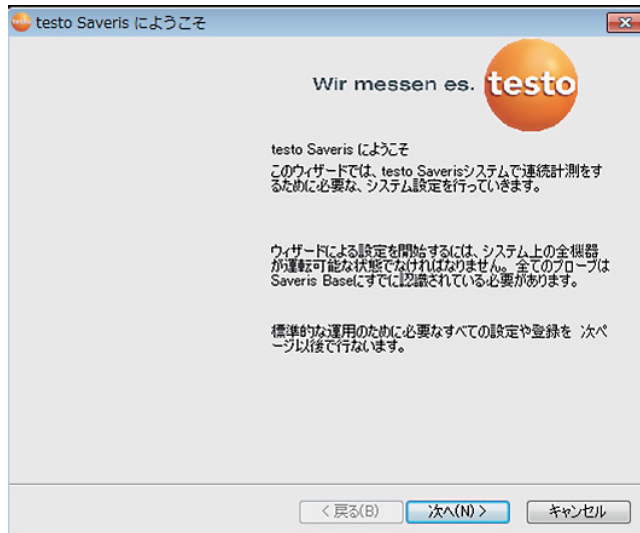 testo Saveris にようこそ
Wir messen es. testo
testo Saveris にようこそ
このウィザードでは、testo Saverisシステムで連続計測をす
るために必要な、システム設定を行っていきます。
ウィザードによる設定を開始するには、システム上の全機器
が運転可能な状態でなければなりません。全てのプローブは
Saveris Baseにすでに認識されている必要があります。
標準的な運用のために必要なすべての設定や登録を 次ペ
ージ以後で行ないます。
< 戻る(B) 次へ(N) > キャンセル